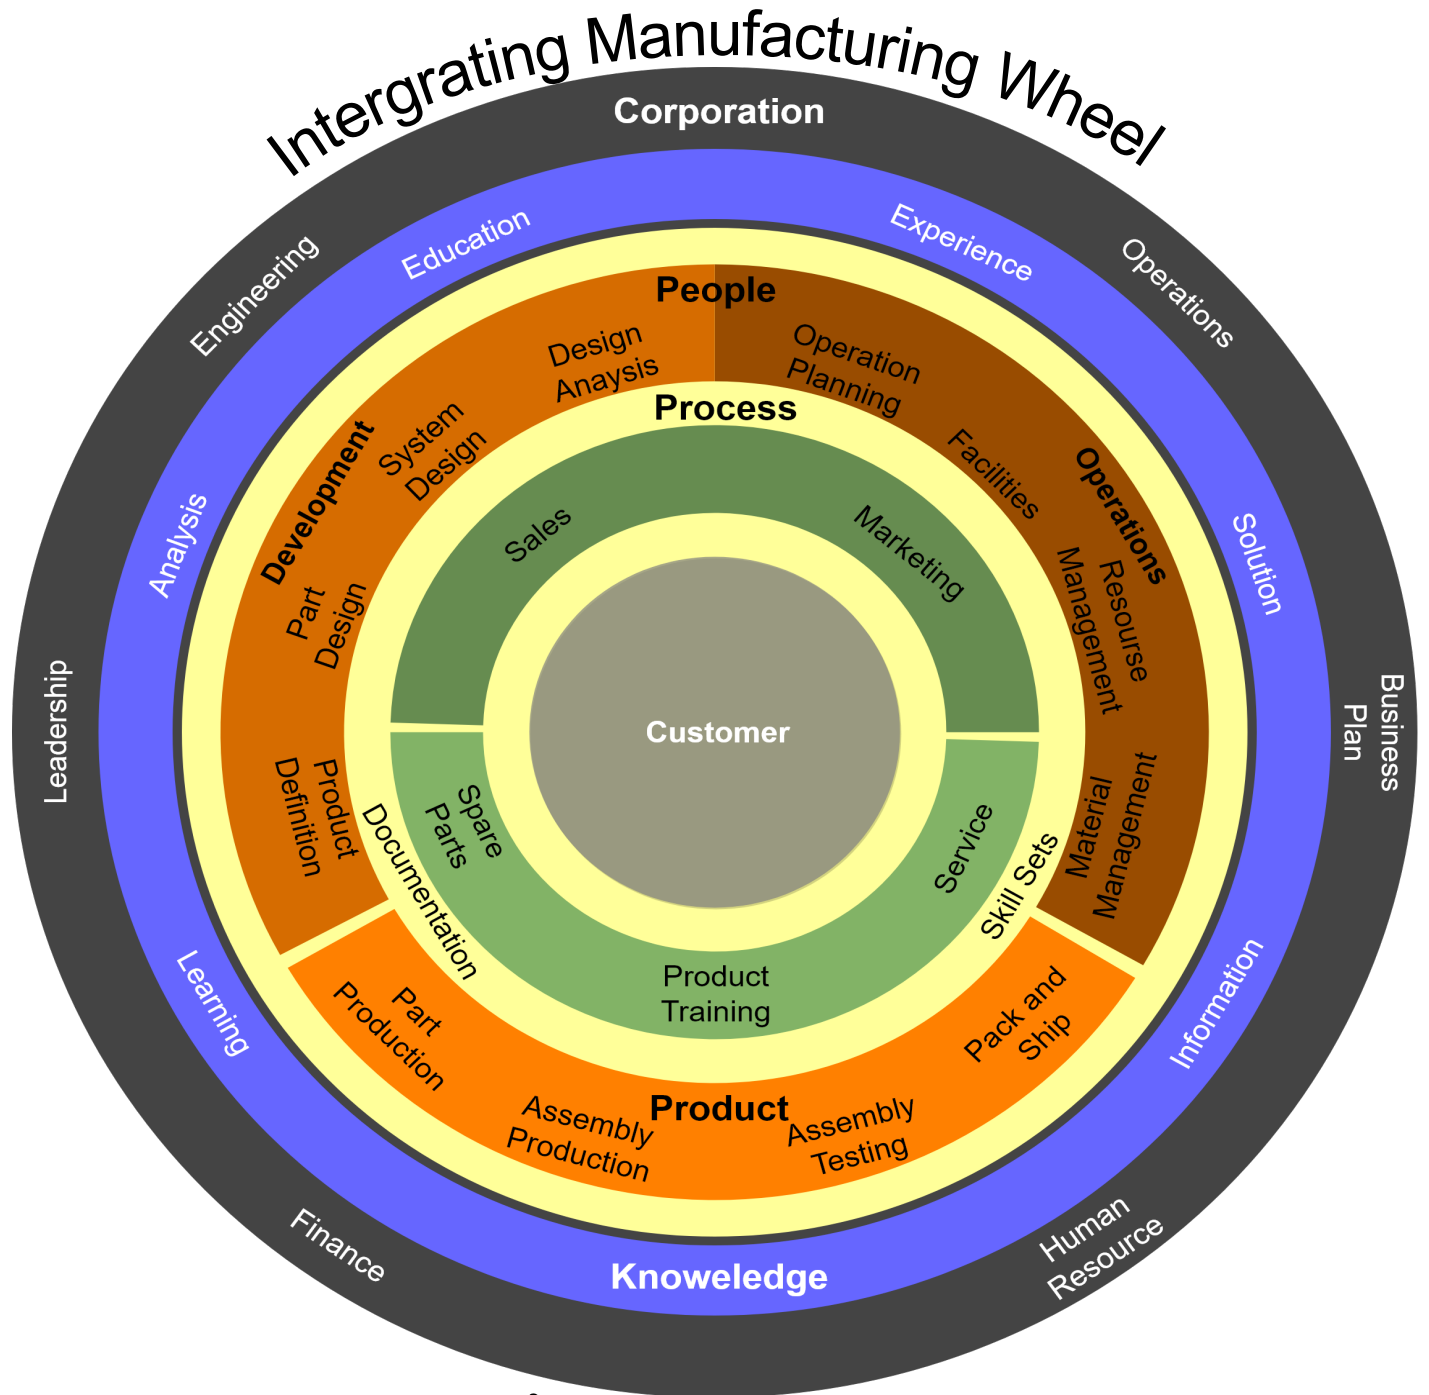 Intergrating Manufacturing Wheel
Corporation
Engineering
Operations
Leadership
Business
Plan
Finance
Human
Resource
Education
Experience
Analysis
Solution
Learning
Information
Knoweledge
People
Design
Anaysis
Operation
Planning
System
Design
Facilities
Development
Operations
Part
Design
Resourse
Management
Product
Definition
Material
Management
Process
Documentation
Skill Sets
Sales
Marketing
Spare
Parts
Service
Product
Training
Customer
Part
Production
Pack and
Ship
Assembly
Production
Product
Assembly
Testing